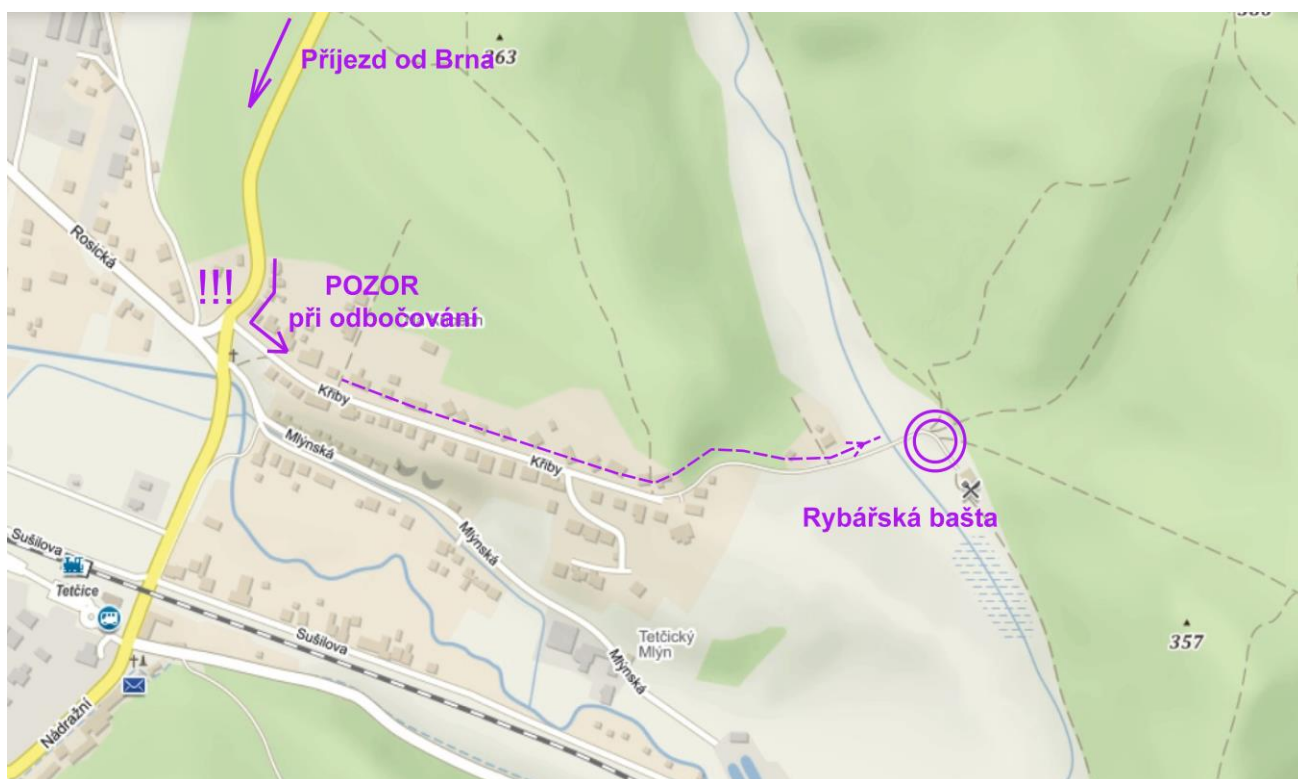 380
Příjezd od Brna
363
Rosická
!!!
POZOR
při odbočování
Křiby
Mlýnská
Křiby
Rybářská bašta
Sušilova
Mlýnská
Tetčice
Sušilova
Tetčický
Mlýn
357
Mlýnská
Nádražní